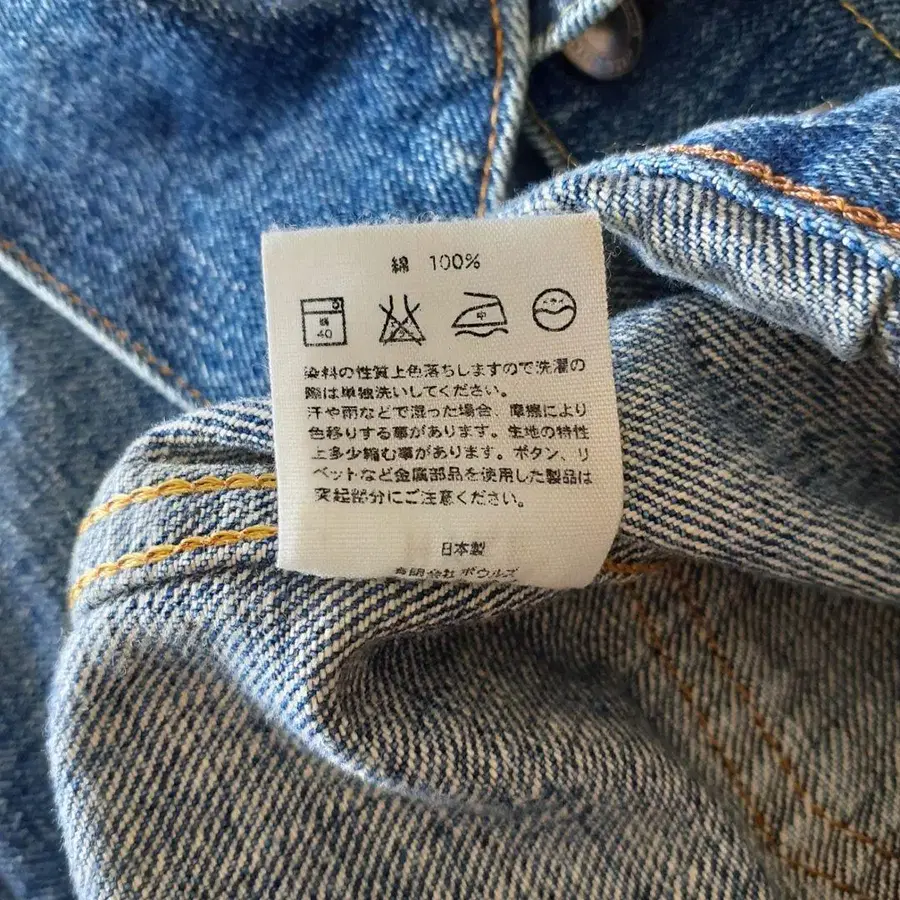 綿 100%
40
中
染料の性質上色落ちしますので洗濯の
際は単独洗いしてください。
汗や雨などで湿った場合、摩擦により
色移りする事があります。生地の特性
上多少縮む事があります。ボタン、リ
ベットなど金属部品を使用した製品は
突起部分にご注意ください。
日本製
有限会社ボウルズ